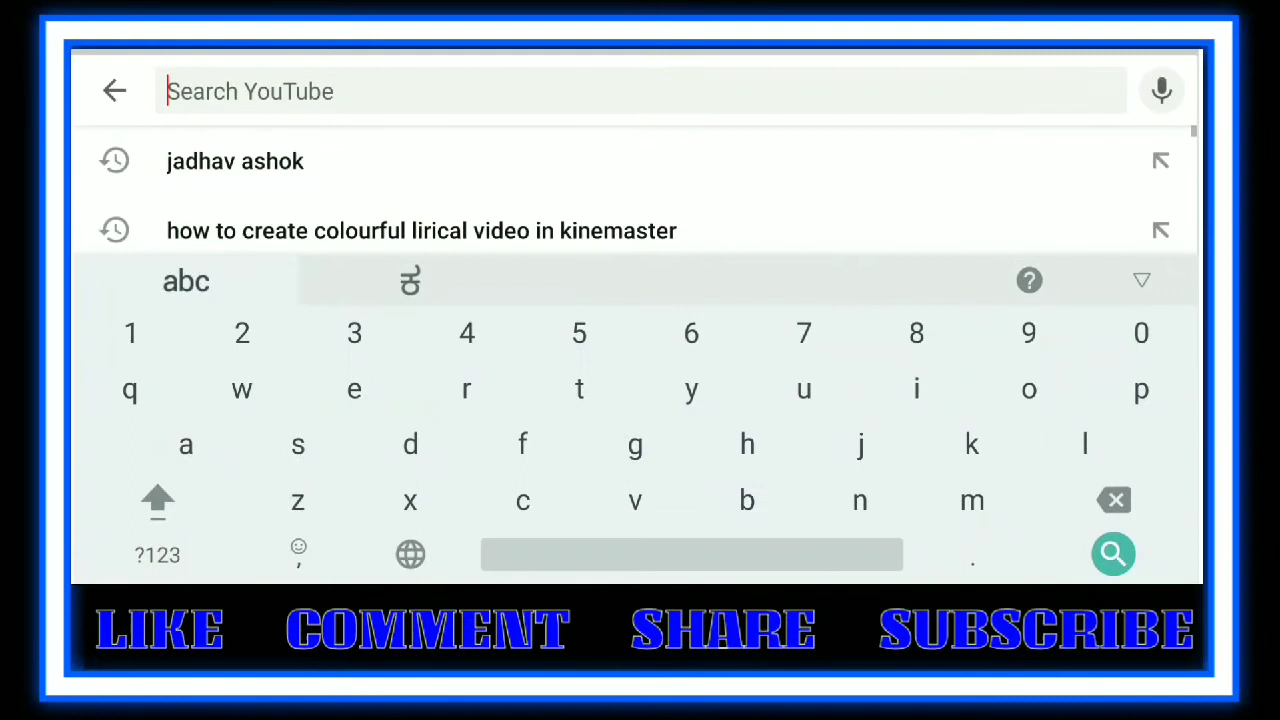 Search YouTube
jadhav ashok
how to create colourful lirical video in kinemaster
abc ಕ ?
1 2 3 4 5 6 7 8 9 0
q w e r t y u i o p
a s d f g h j k l
z x c v b n m
?123 , .
LIKE COMMENT SHARE SUBSCRIBE